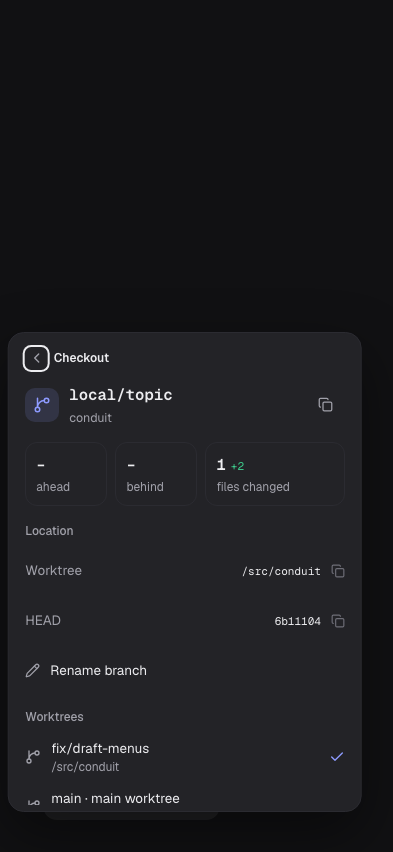 Checkout
local/topic
conduit
– – 1 +2
ahead behind files changed
Location
Worktree /src/conduit
HEAD 6b11104
Rename branch
Worktrees
fix/draft-menus
/src/conduit
main · main worktree